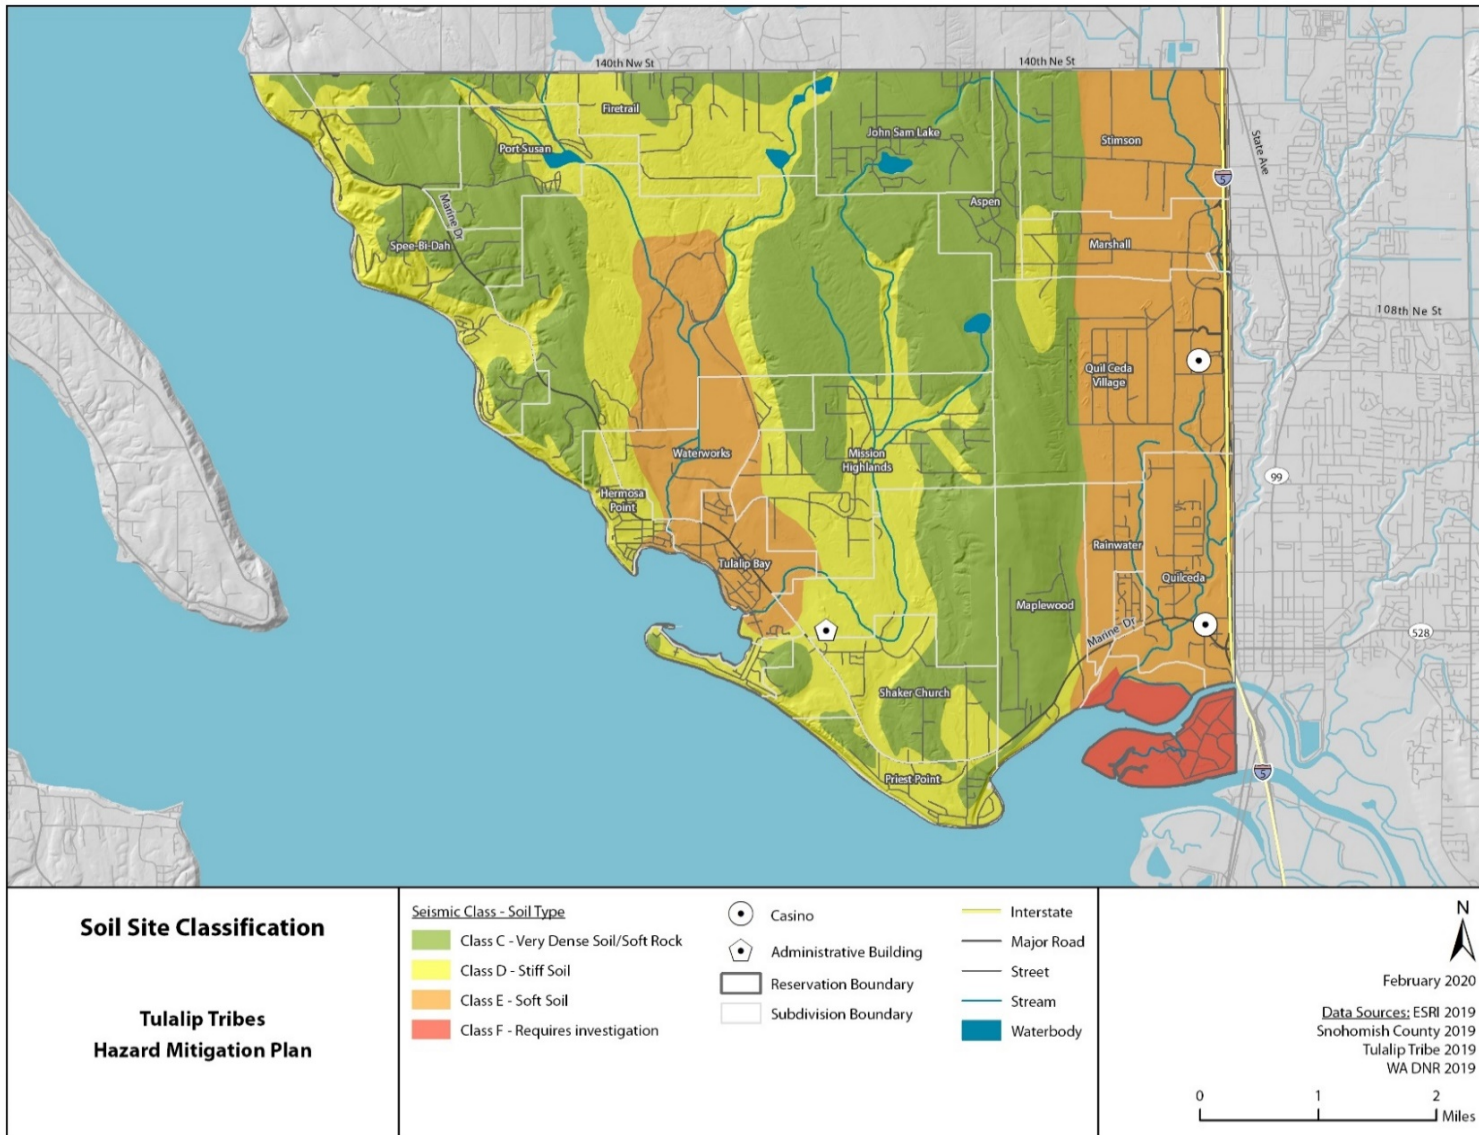 140th Nw St
140th Ne St
Firetrail
John Sam Lake
Stimson
State Ave
Port Susan
5
Aspen
Marine Dr
Spee-Bi-Dah
Marshall
108th Ne St
Quil Ceda
Village
Waterworks
Mission
Highlands
99
Hermosa
Point
Rainwater
Tulalip Bay
Quilceda
Maplewood
Marine Dr
528
Shaker Church
Priest Point
5
Soil Site Classification
Tulalip Tribes
Hazard Mitigation Plan
Seismic Class - Soil Type
Class C - Very Dense Soil/Soft Rock
Class D - Stiff Soil
Class E - Soft Soil
Class F - Requires investigation
Casino
Administrative Building
Reservation Boundary
Subdivision Boundary
Interstate
Major Road
Street
Stream
Waterbody
N
February 2020
Data Sources: ESRI 2019
Snohomish County 2019
Tulalip Tribe 2019
WA DNR 2019
0 1 2
Miles